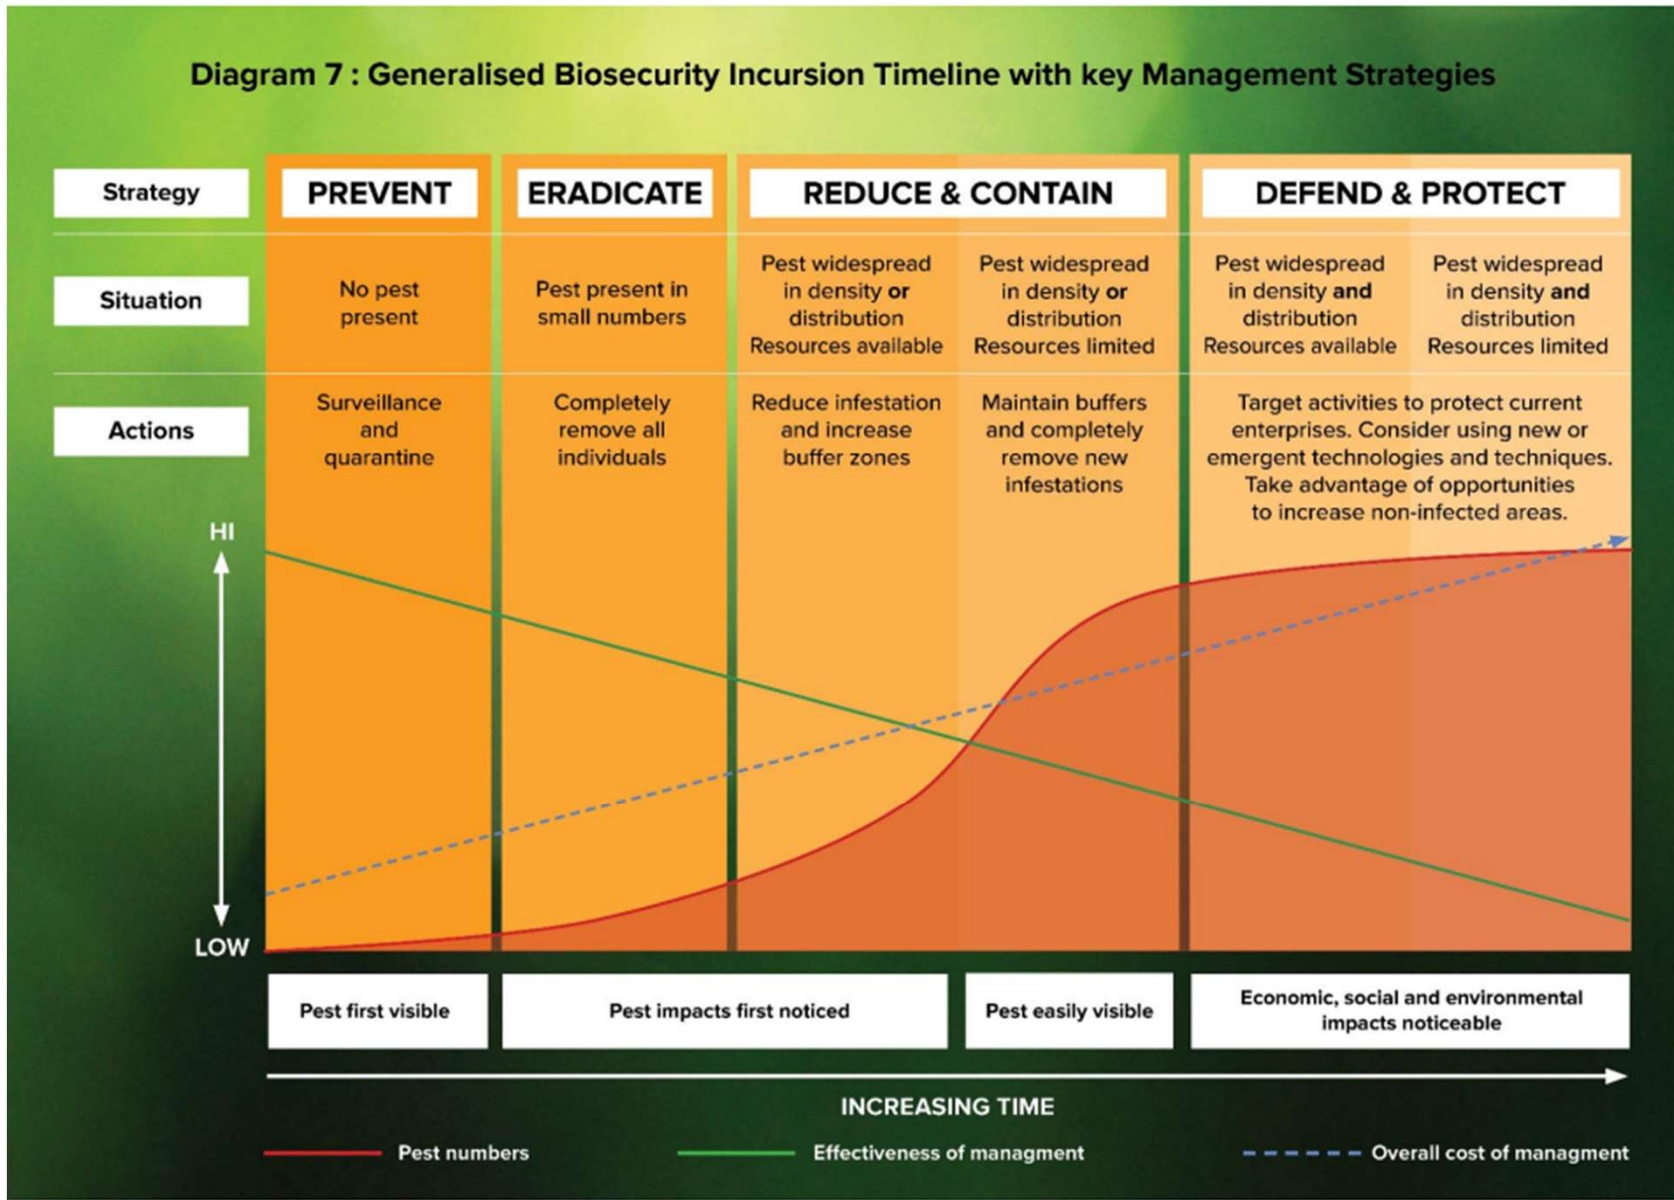 Diagram 7 : Generalised Biosecurity Incursion Timeline with key Management Strategies
Strategy
PREVENT
ERADICATE
REDUCE & CONTAIN
DEFEND & PROTECT
Situation
No pest
present
Pest present in
small numbers
Pest widespread
in density or
distribution
Resources available
Pest widespread
in density or
distribution
Resources limited
Pest widespread
in density and
distribution
Resources available
Pest widespread
in density and
distribution
Resources limited
Actions
Surveillance
and
quarantine
Completely
remove all
individuals
Reduce infestation
and increase
buffer zones
Maintain buffers
and completely
remove new
infestations
Target activities to protect current
enterprises. Consider using new or
emergent technologies and techniques.
Take advantage of opportunities
to increase non-infected areas.
HI
LOW
Pest first visible
Pest impacts first noticed
Pest easily visible
Economic, social and environmental
impacts noticeable
INCREASING TIME
Pest numbers
Effectiveness of managment
Overall cost of managment